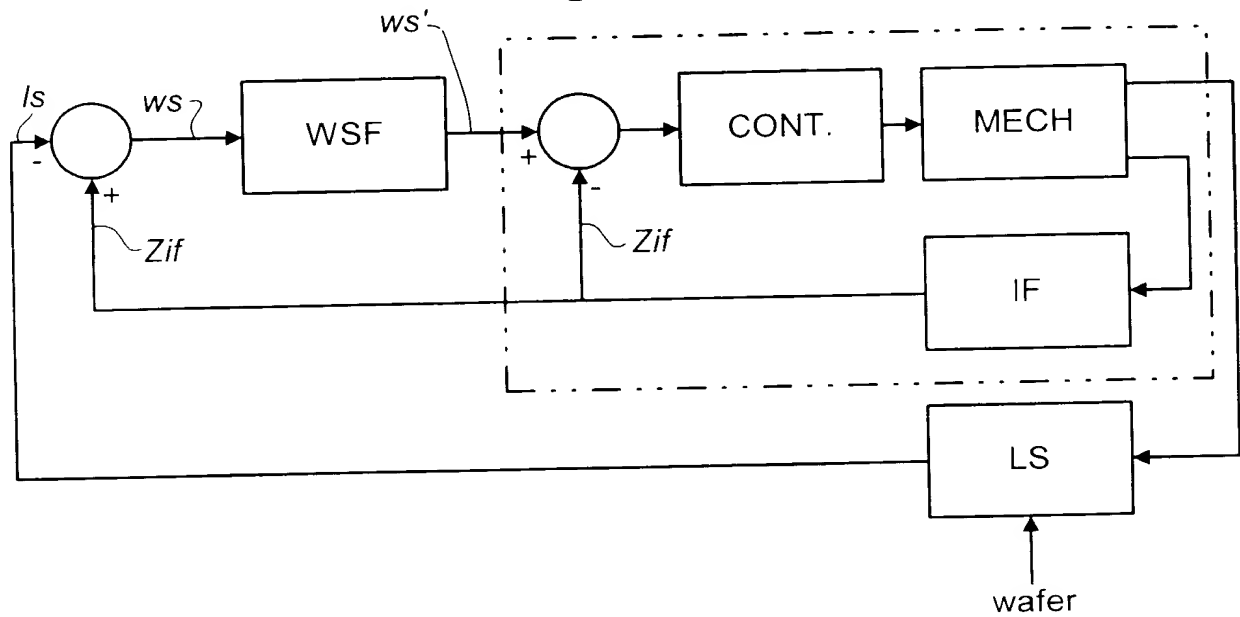 ws'
ls
ws
WSF
CONT.
MECH
-
+
+
-
Zif
Zif
IF
LS
wafer